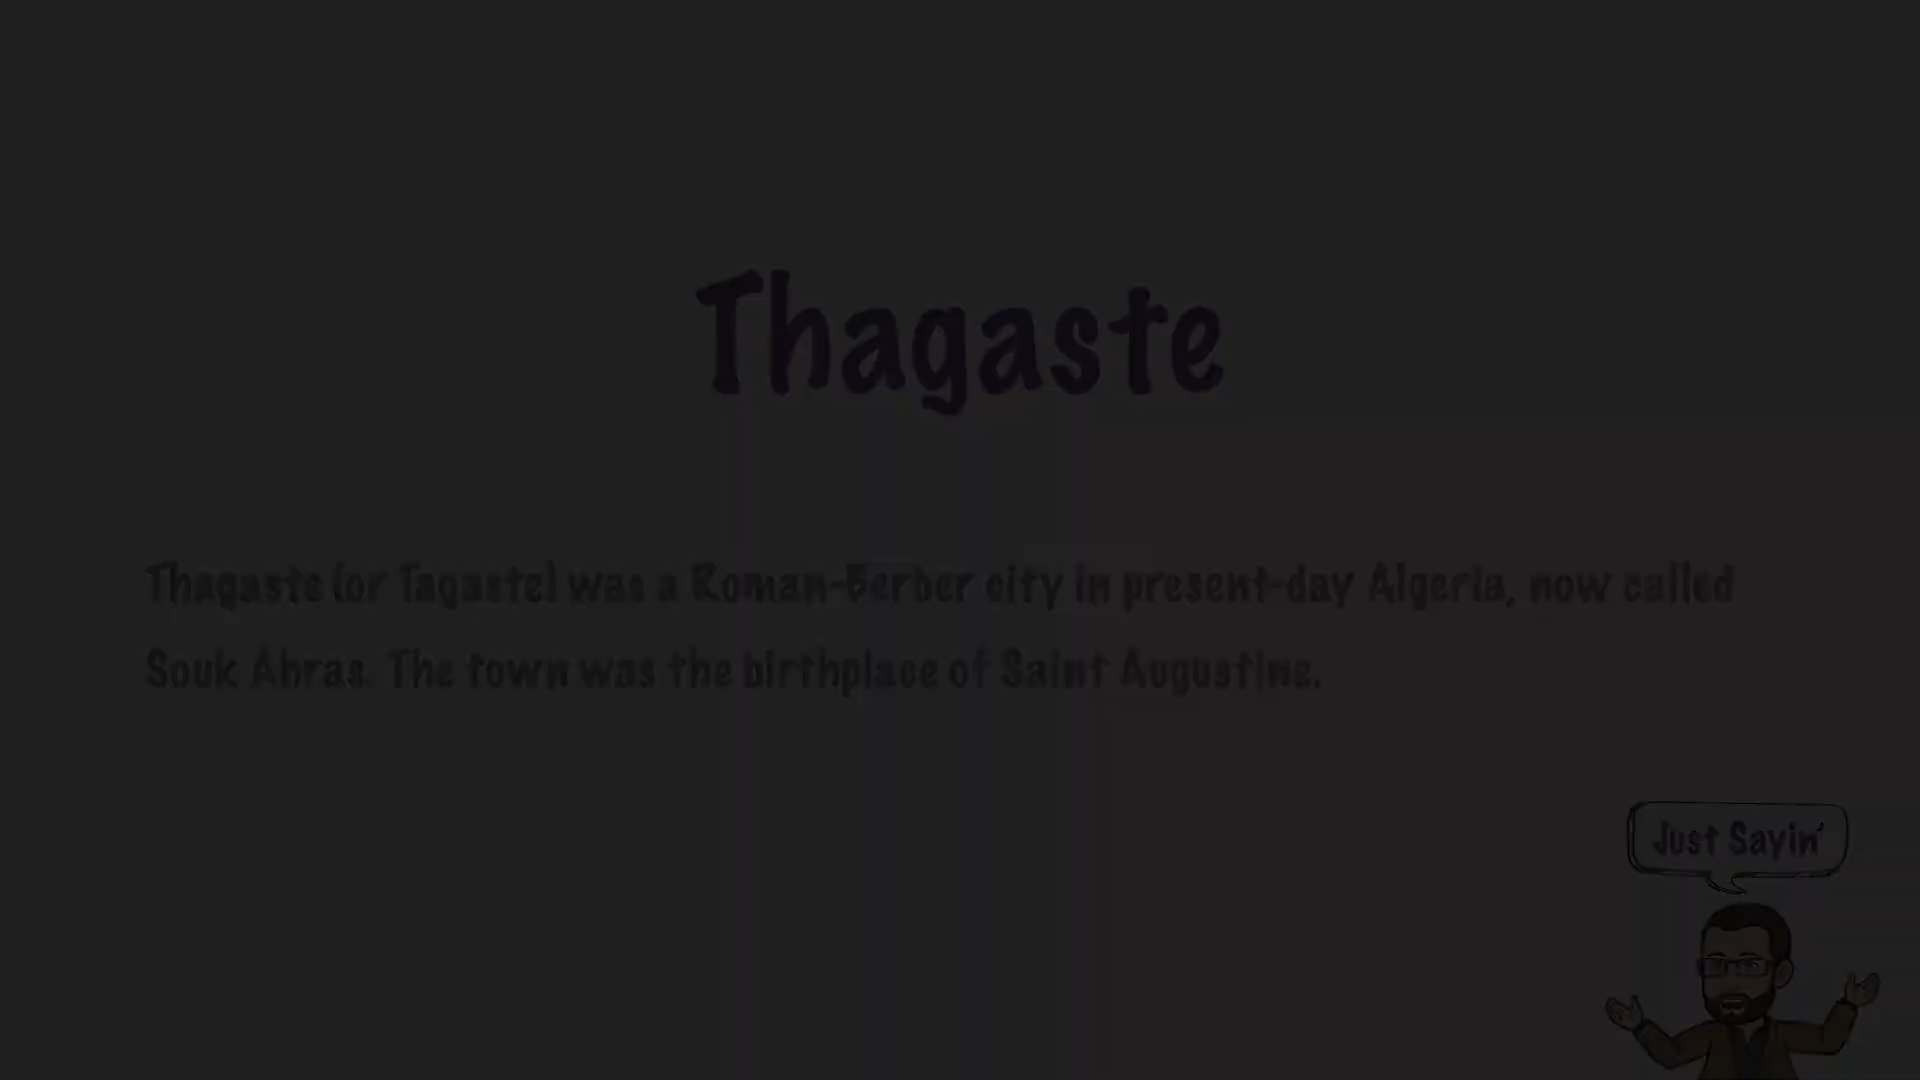 Thagaste
Thagaste (or Tagaste) was a Roman-Berber city in present-day Algeria, now called
Souk Ahras. The town was the birthplace of Saint Augustine.
Just Sayin'